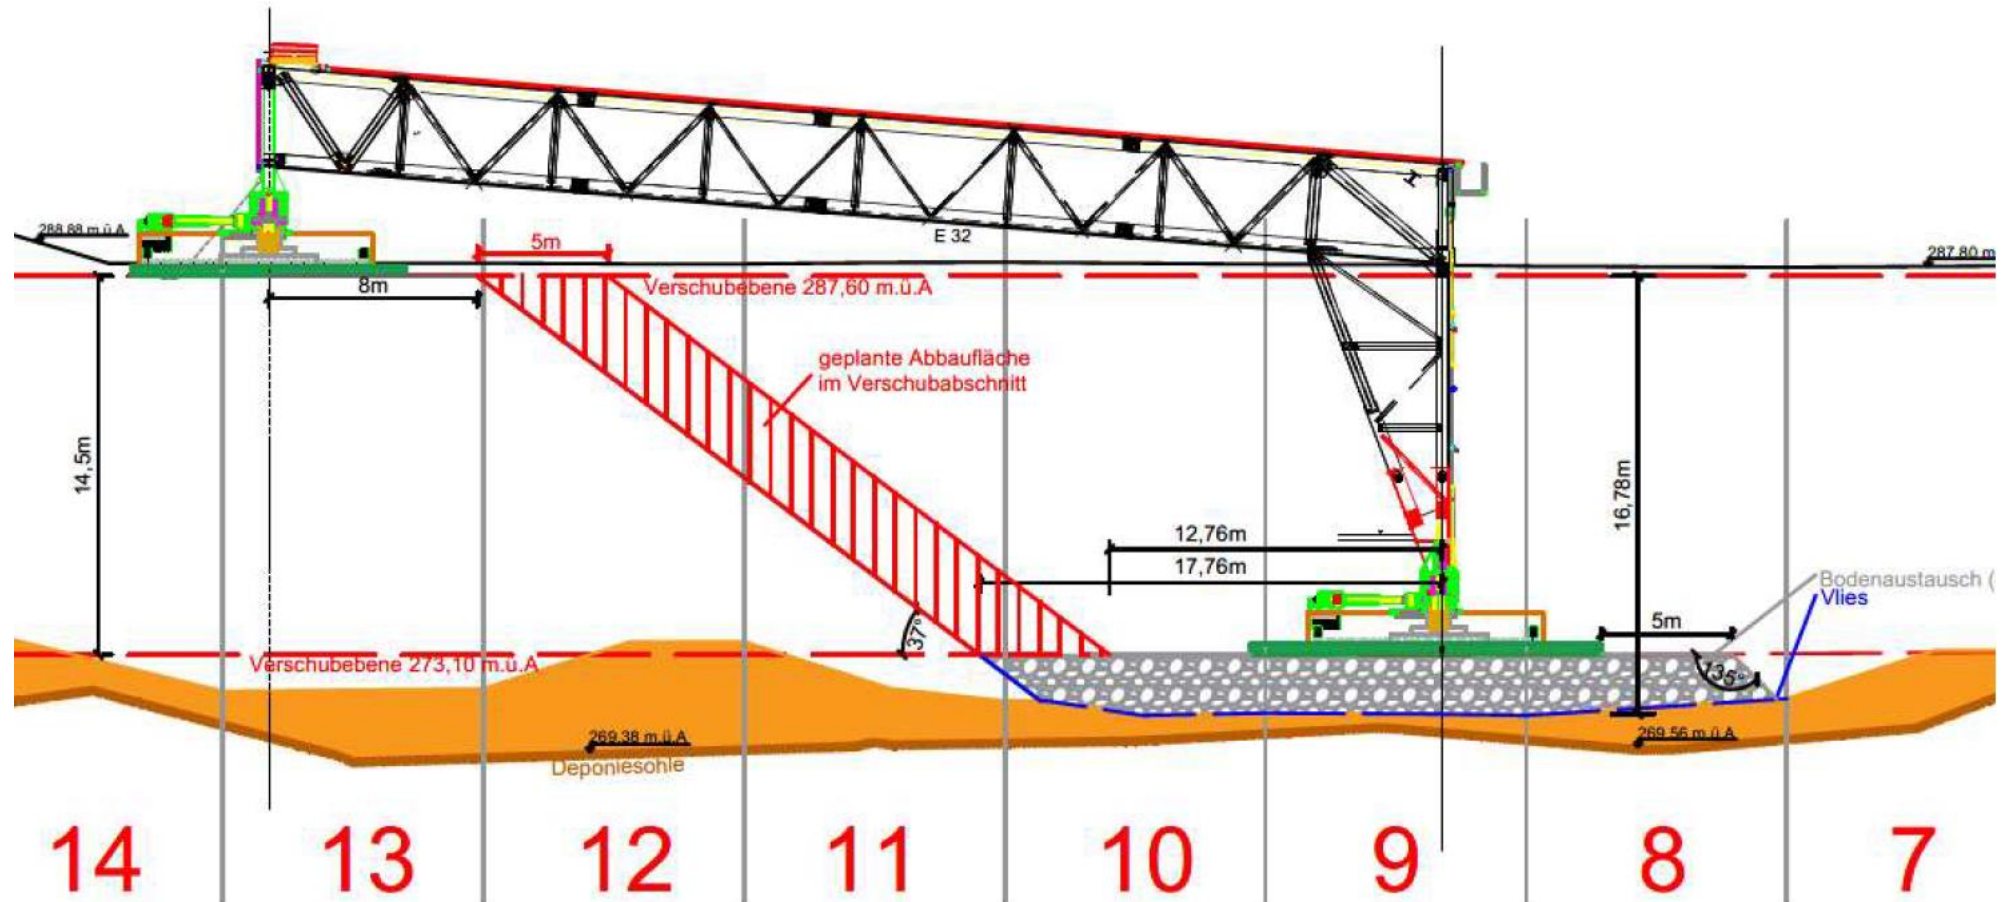 288.88 m.ü.A
E 32
5m
287.80 m
Verschubebene 287,60 m.ü.A
8m
geplante Abbaufläche
im Verschubabschnitt
14,5m
16,78m
12,76m
17,76m
Bodenaustausch (
Vlies
5m
37°
135°
Verschubebene 273,10 m.ü.A
269.38 m.ü.A
269.56 m.ü.A
Deponiesohle
14
13
12
11
10
9
8
7